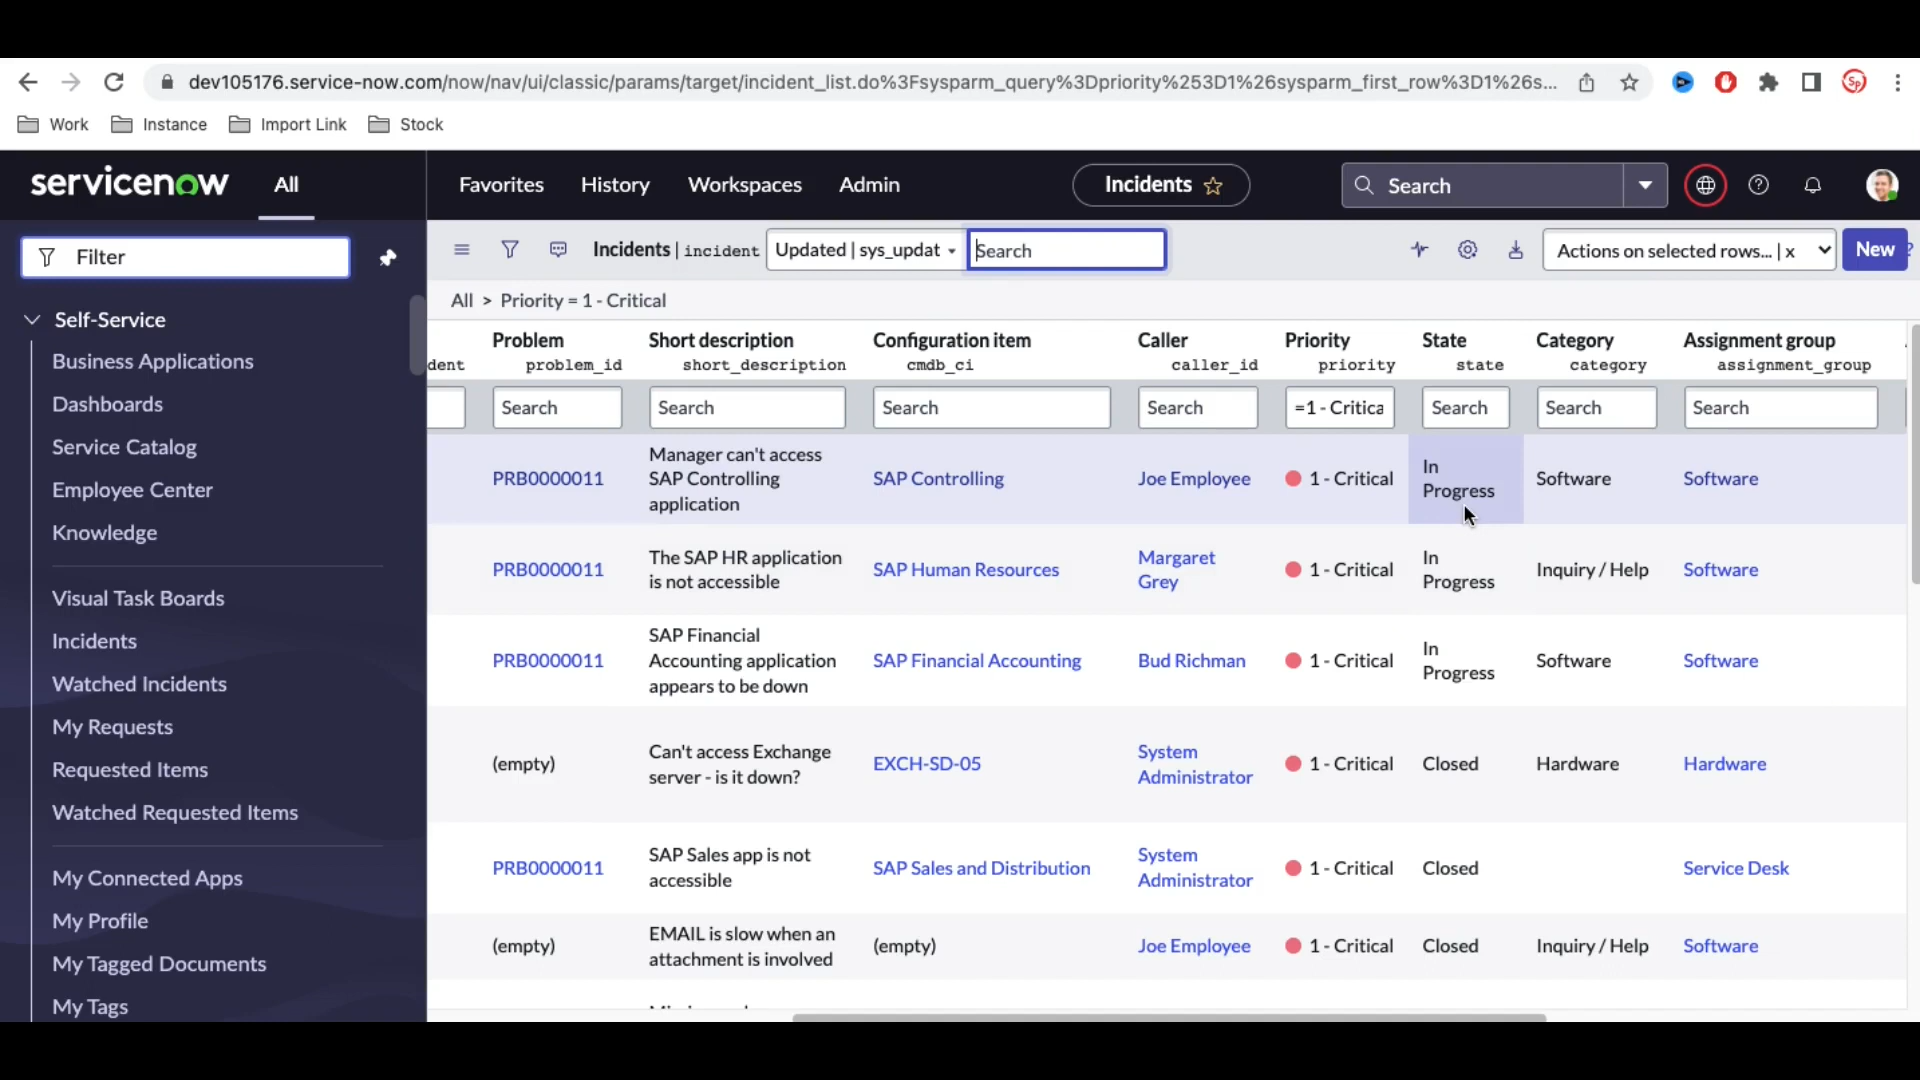 dev105176.service-now.com/now/nav/ui/classic/params/target/incident_list.do%3Fsysparm_query%3Dpriority%253D1%26sysparm_first_row%3D1%26s...
Sp
Work Instance Import Link Stock
servicenow All Favorites History Workspaces Admin Incidents Search
Filter
Incidents | incident Updated | sys_updat Search Actions on selected rows... | x New
All > Priority = 1 - Critical
Self-Service
Business Applications
Dashboards
Service Catalog
Employee Center
Knowledge
Visual Task Boards
Incidents
Watched Incidents
My Requests
Requested Items
Watched Requested Items
My Connected Apps
My Profile
My Tagged Documents
My Tags
Problem Short description Configuration item Caller Priority State Category Assignment group
dent problem_id short_description cmdb_ci caller_id priority state category assignment_group
Search Search Search Search =1 - Critica Search Search Search
PRB0000011 Manager can't access SAP Controlling Joe Employee 1 - Critical In Software Software
SAP Controlling Progress
application
PRB0000011 The SAP HR application SAP Human Resources Margaret 1 - Critical In Inquiry / Help Software
is not accessible Grey Progress
PRB0000011 SAP Financial SAP Financial Accounting Bud Richman 1 - Critical In Software Software
Accounting application Progress
appears to be down
(empty) Can't access Exchange EXCH-SD-05 System 1 - Critical Closed Hardware Hardware
server - is it down? Administrator
PRB0000011 SAP Sales app is not SAP Sales and Distribution System 1 - Critical Closed Service Desk
accessible Administrator
(empty) EMAIL is slow when an (empty) Joe Employee 1 - Critical Closed Inquiry / Help Software
attachment is involved